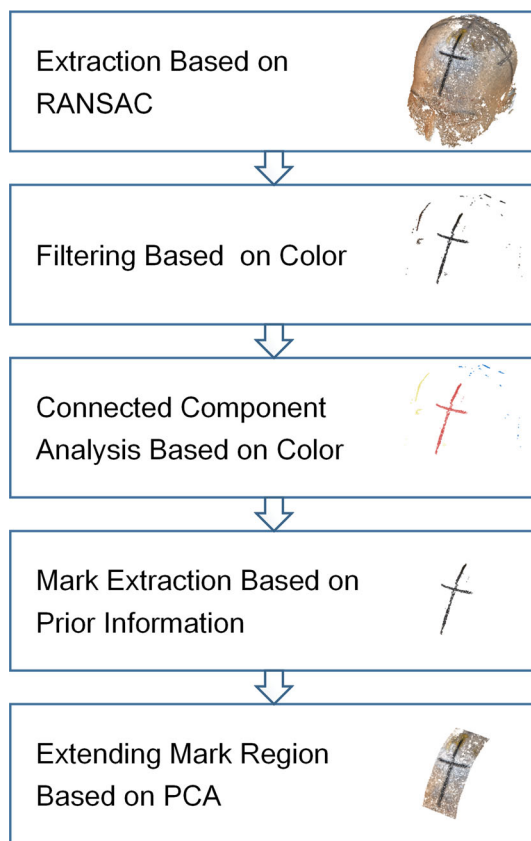 Extraction Based on
RANSAC
Filtering Based on Color
Connected Component
Analysis Based on Color
Mark Extraction Based on
Prior Information
Extending Mark Region
Based on PCA